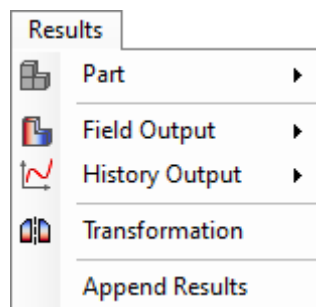 Results
Part
Field Output
History Output
Transformation
Append Results